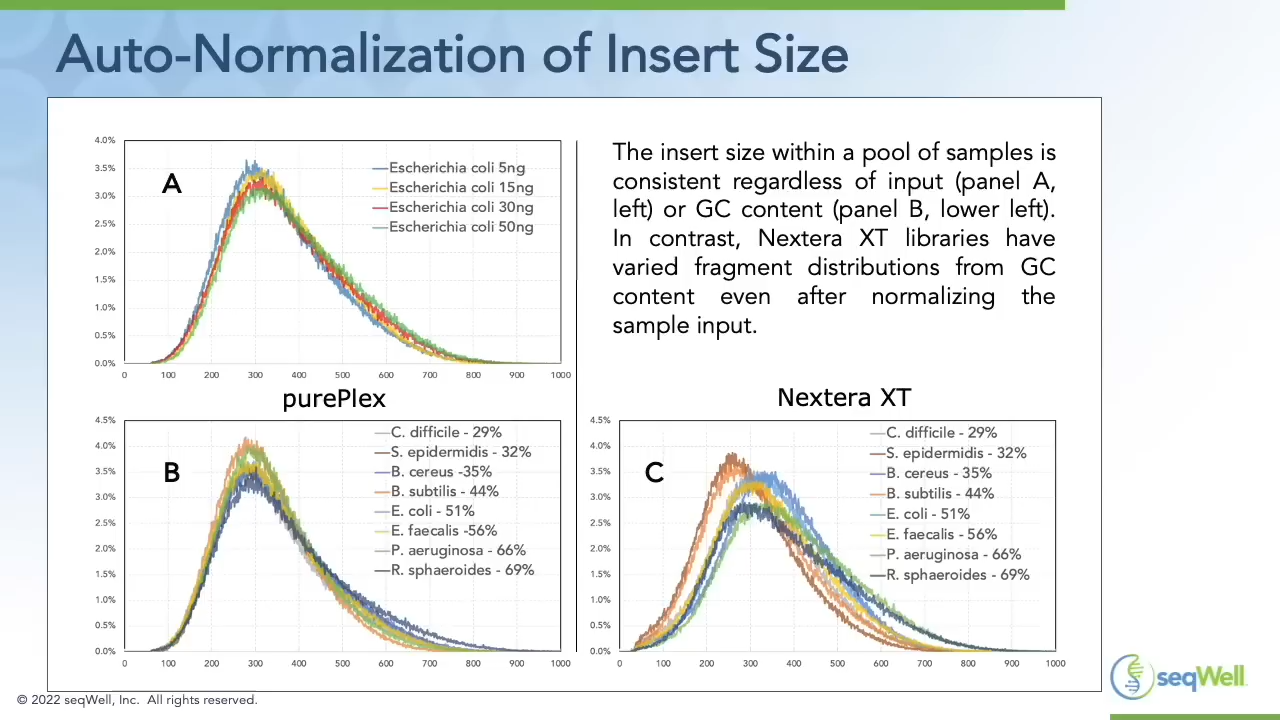 Auto-Normalization of Insert Size
4.0%
3.5%
3.0%
2.5%
2.0%
1.5%
1.0%
0.5%
0.0%
A
Escherichia coli 5ng
Escherichia coli 15ng
Escherichia coli 30ng
Escherichia coli 50ng
0 100 200 300 400 500 600 700 800 900 1000
The insert size within a pool of samples is
consistent regardless of input (panel A,
left) or GC content (panel B, lower left).
In contrast, Nextera XT libraries have
varied fragment distributions from GC
content even after normalizing the
sample input.
purePlex
4.5%
4.0%
3.5%
3.0%
2.5%
2.0%
1.5%
1.0%
0.5%
0.0%
B
C. difficile - 29%
S. epidermidis - 32%
B. cereus -35%
B. subtilis - 44%
E. coli - 51%
E. faecalis -56%
P. aeruginosa - 66%
R. sphaeroides - 69%
0 100 200 300 400 500 600 700 800 900 1000
Nextera XT
4.5%
4.0%
3.5%
3.0%
2.5%
2.0%
1.5%
1.0%
0.5%
0.0%
C
C. difficile - 29%
S. epidermidis - 32%
B. cereus - 35%
B. subtilis - 44%
E. coli - 51%
E. faecalis - 56%
P. aeruginosa - 66%
R. sphaeroides - 69%
0 100 200 300 400 500 600 700 800 900 1000
© 2022 seqWell, Inc. All rights reserved.
seqWell